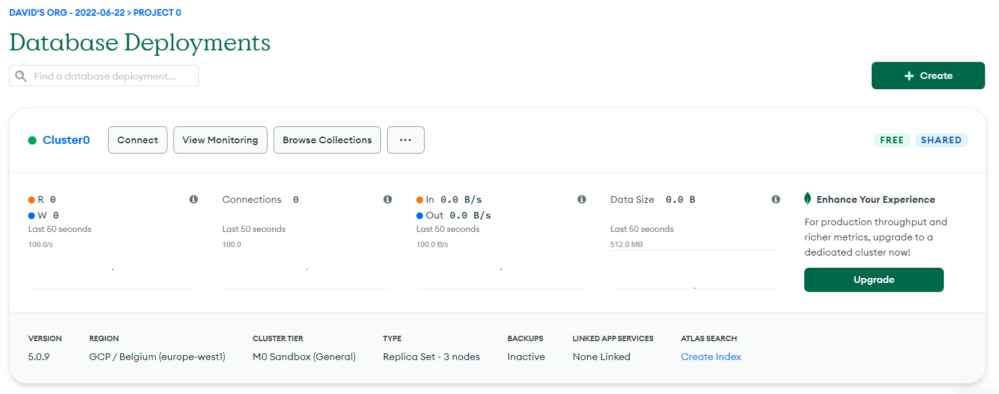 DAVID'S ORG - 2022-06-22 > PROJECT 0
Database Deployments
Find a database deployment...
+ Create
Cluster0
Connect
View Monitoring
Browse Collections
...
FREE
SHARED
R 0
W 0
Last 50 seconds
100.0/s
Connections 0
Last 50 seconds
100.0
In 0.0 B/s
Out 0.0 B/s
Last 50 seconds
100.0 B/s
Data Size 0.0 B
Last 50 seconds
512.0 MB
Enhance Your Experience
For production throughput and
richer metrics, upgrade to a
dedicated cluster now!
Upgrade
VERSION
5.0.9
REGION
GCP / Belgium (europe-west1)
CLUSTER TIER
M0 Sandbox (General)
TYPE
Replica Set - 3 nodes
BACKUPS
Inactive
LINKED APP SERVICES
None Linked
ATLAS SEARCH
Create Index